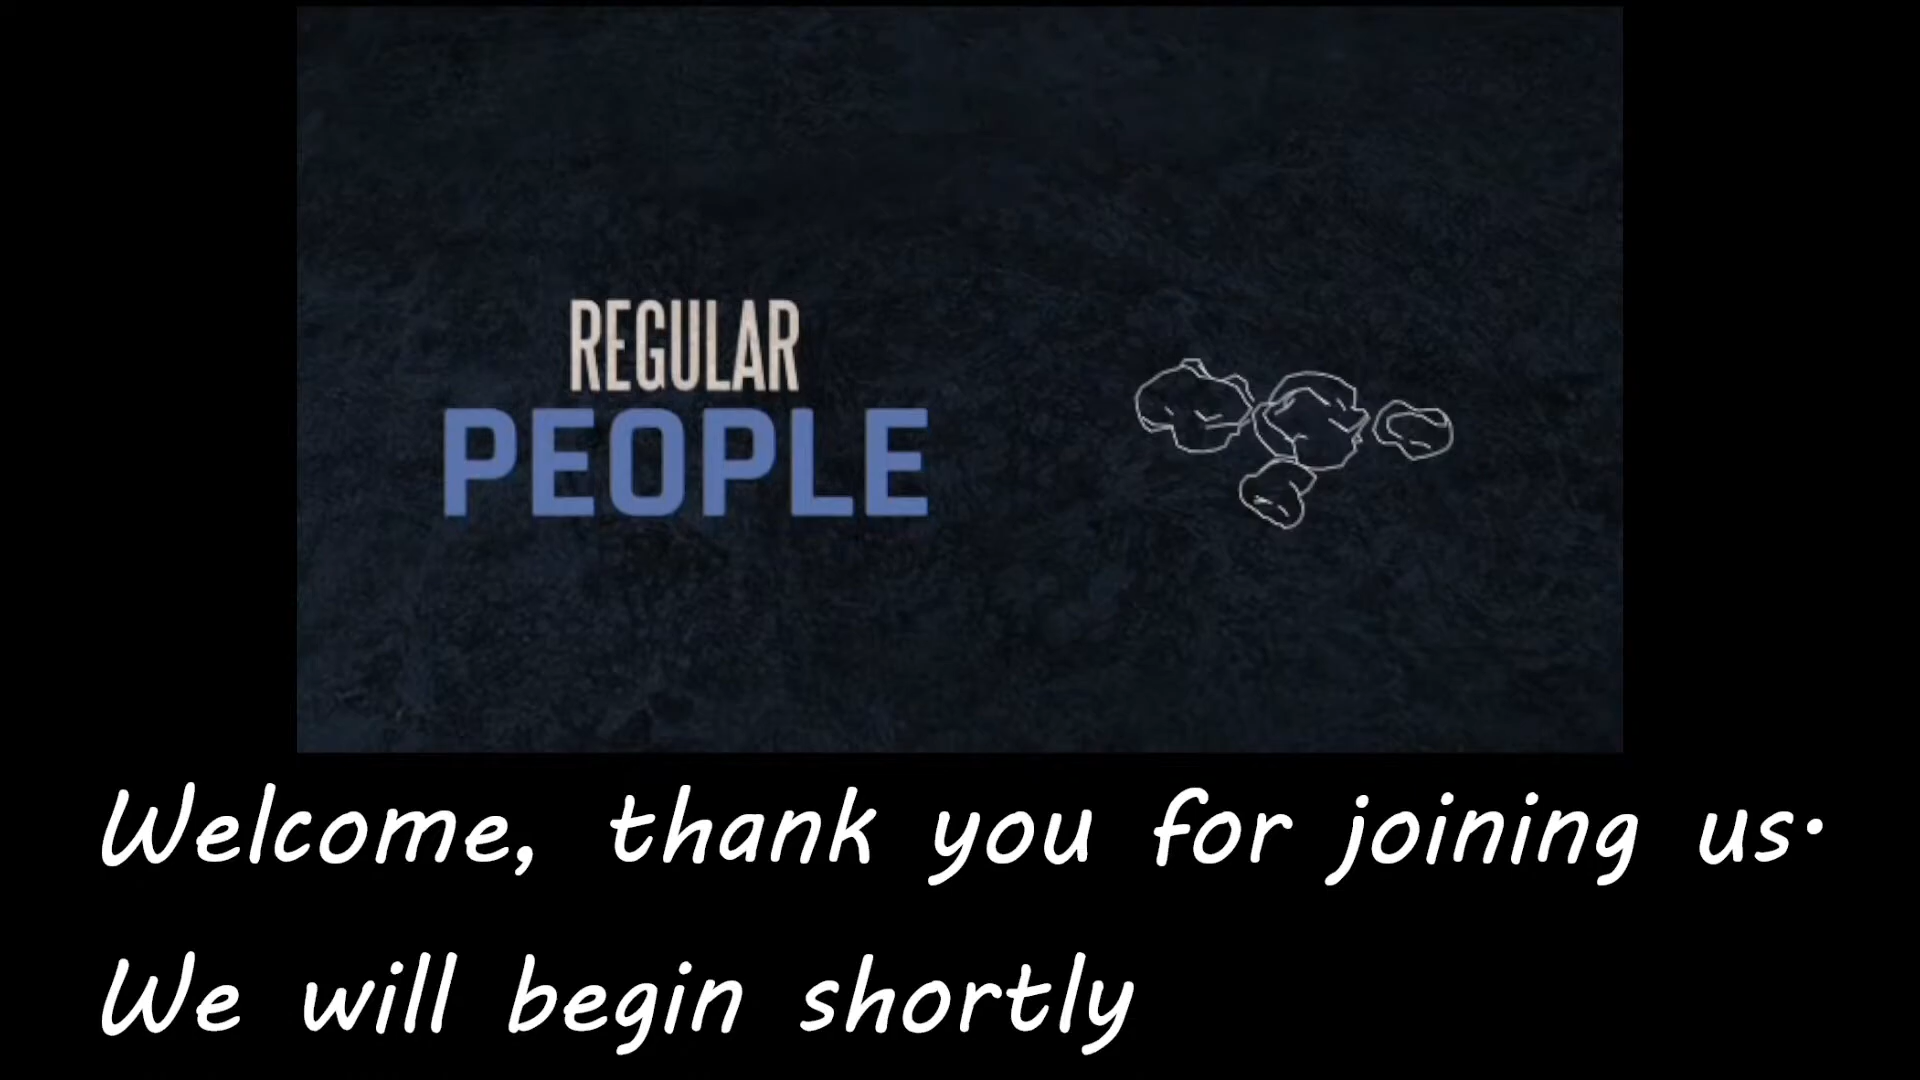 REGULAR
PEOPLE
Welcome, thank you for joining us.
We will begin shortly